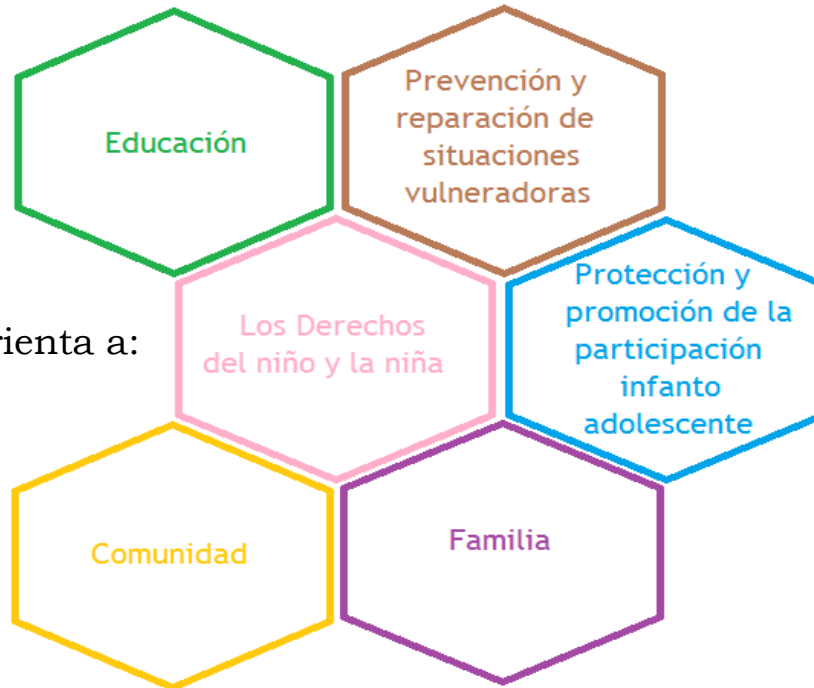 Educación
Prevención y
reparación de
situaciones
vulneradoras
rienta a:
Los Derechos
del niño y la niña
Protección y
promoción de la
participación
infanto
adolescente
Comunidad
Familia